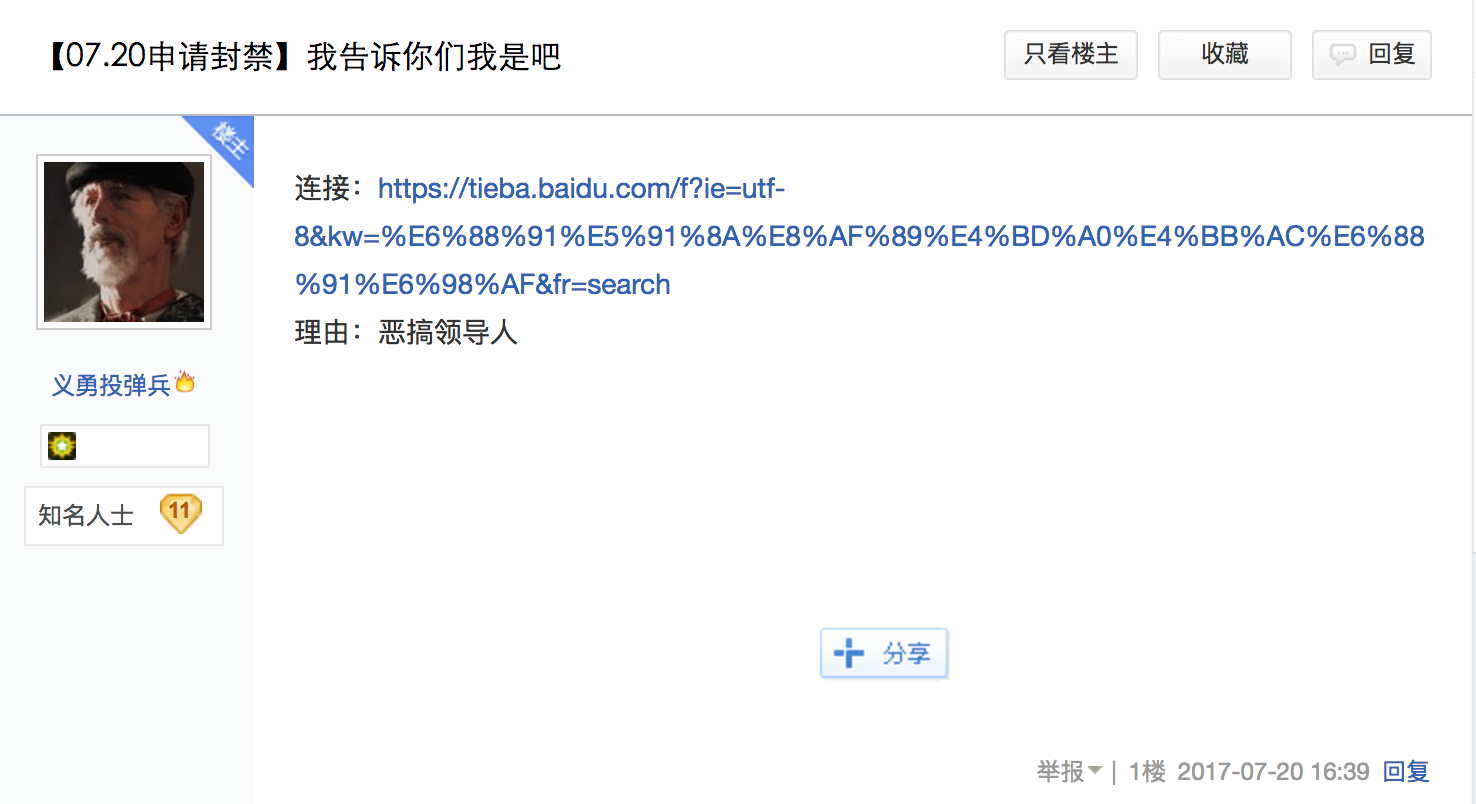 【07.20申请封禁】我告诉你们我是吧
只看楼主
收藏
回复
楼主
连接：https://tieba.baidu.com/f?ie=utf-
8&kw=%E6%88%91%E5%91%8A%E8%AF%89%E4%BD%A0%E4%BB%AC%E6%88
%91%E6%98%AF&fr=search
理由：恶搞领导人
义勇投弹兵
知名人士 11
分享
举报 | 1楼 2017-07-20 16:39 回复